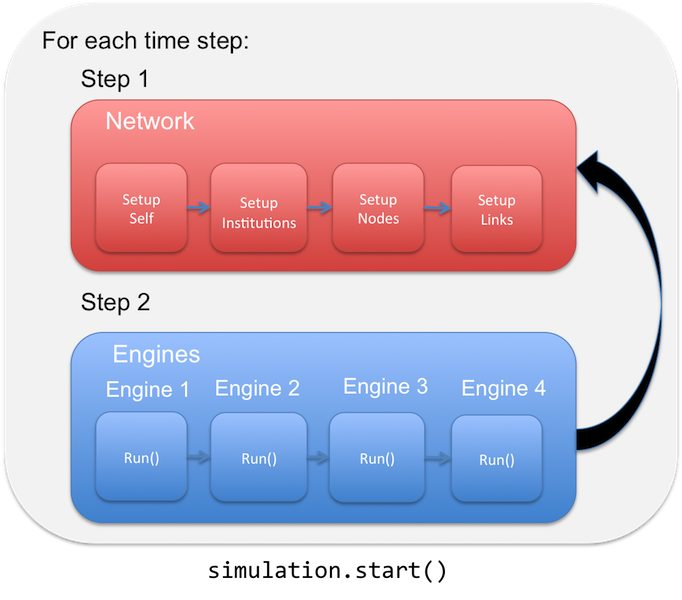 For each time step:
Step 1
Network
Setup
Self
Setup
Institutions
Setup
Nodes
Setup
Links
Step 2
Engines
Engine 1
Engine 2
Engine 3
Engine 4
Run()
Run()
Run()
Run()
simulation.start()